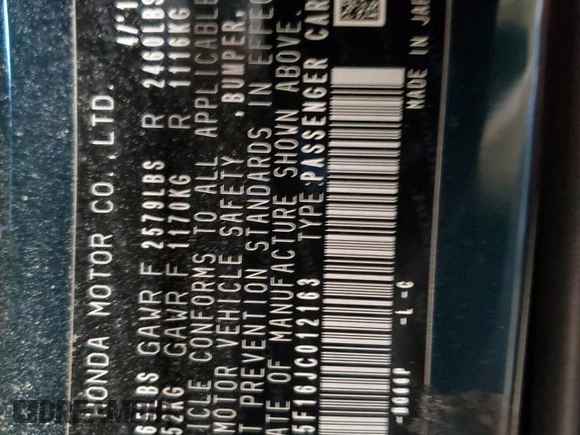 HONDA MOTOR CO., LTD.
LBS GAWR F 2579LBS R 2460LBS
KG GAWR F 1170KG R 1116KG
ICLE CONFORMS TO ALL APPLICABLE
MOTOR VEHICLE SAFETY ,BUMPER,
T PREVENTION STANDARDS IN EFFEC
ATE OF MANUFACTURE SHOWN ABOVE.
5F16JC012163 TYPE:PASSENGER CAR
-L -G
MADE IN JAP